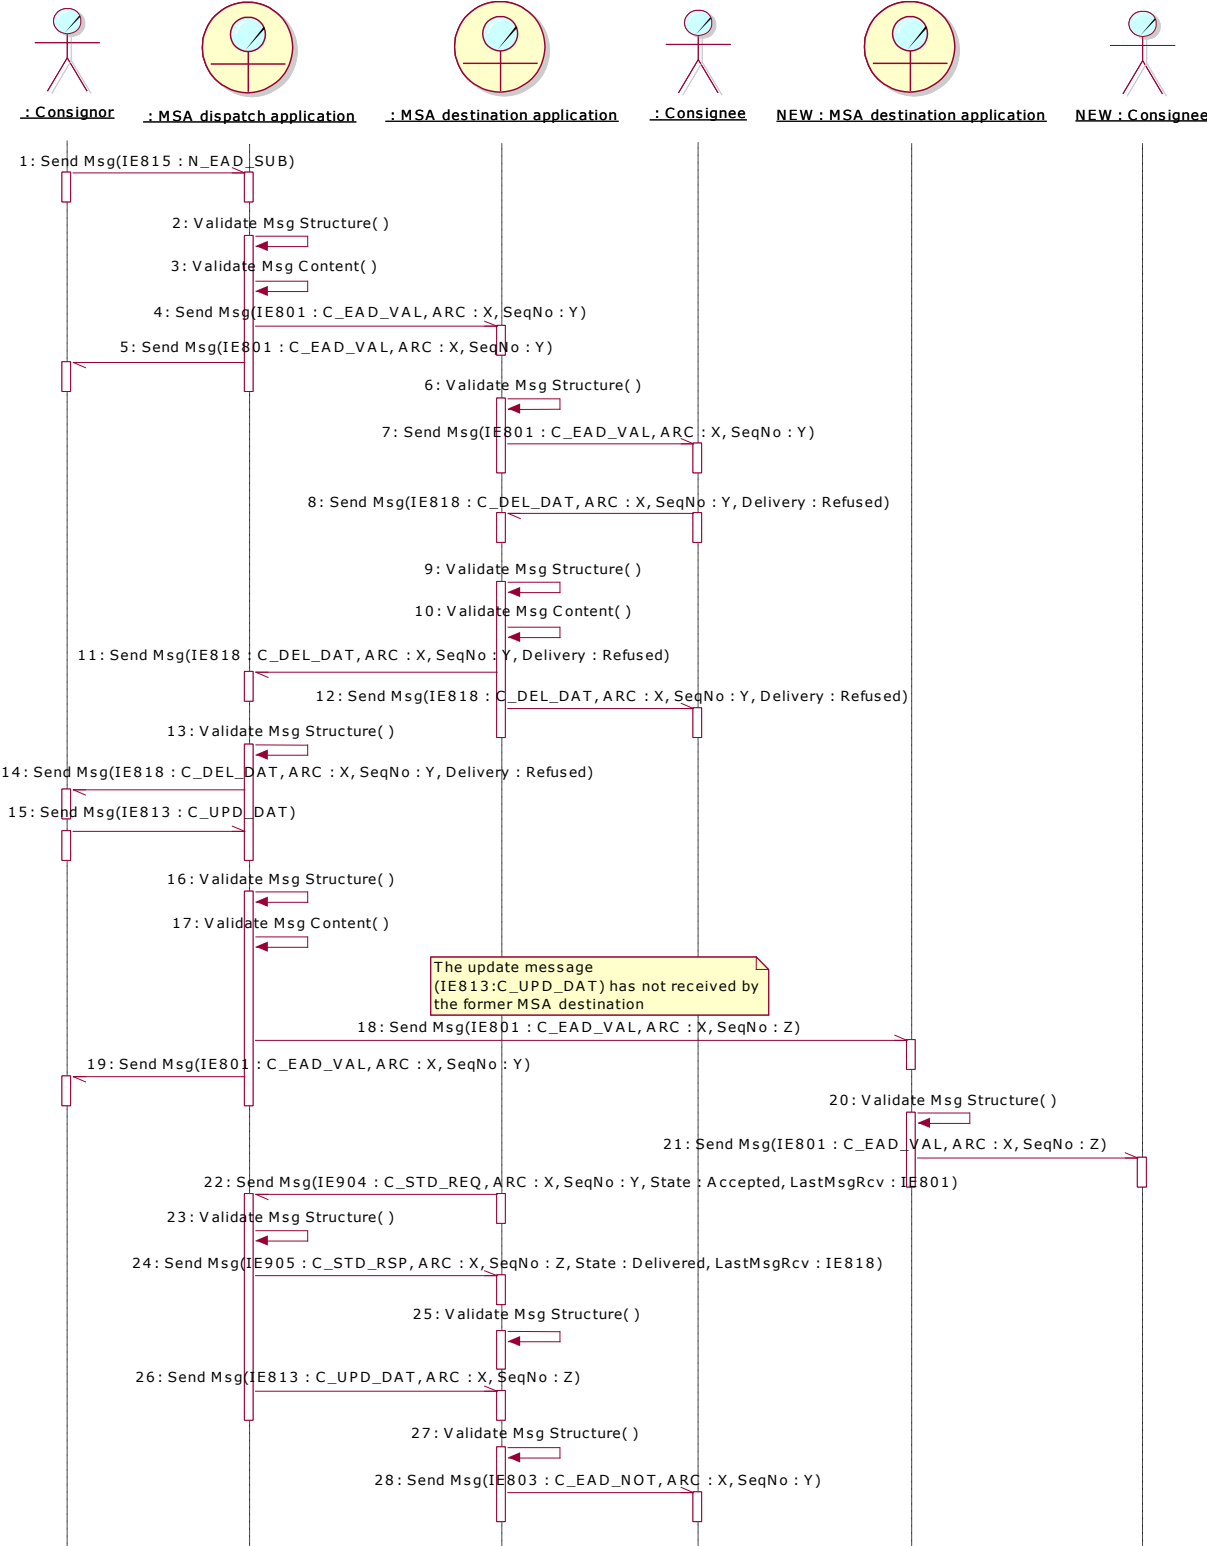 : Consignor
: MSA dispatch application
: MSA destination application
: Consignee
NEW : MSA destination application
NEW : Consignee
1: Send Msg(IE815 : N_EAD_SUB)
2: Validate Msg Structure( )
3: Validate Msg Content( )
4: Send Msg(IE801 : C_EAD_VAL, ARC : X, SeqNo : Y)
5: Send Msg(IE801 : C_EAD_VAL, ARC : X, SeqNo : Y)
6: Validate Msg Structure( )
7: Send Msg(IE801 : C_EAD_VAL, ARC : X, SeqNo : Y)
8: Send Msg(IE818 : C_DEL_DAT, ARC : X, SeqNo : Y, Delivery : Refused)
9: Validate Msg Structure( )
10: Validate Msg Content( )
11: Send Msg(IE818 : C_DEL_DAT, ARC : X, SeqNo : Y, Delivery : Refused)
12: Send Msg(IE818 : C_DEL_DAT, ARC : X, SeqNo : Y, Delivery : Refused)
13: Validate Msg Structure( )
14: Send Msg(IE818 : C_DEL_DAT, ARC : X, SeqNo : Y, Delivery : Refused)
15: Send Msg(IE813 : C_UPD_DAT)
16: Validate Msg Structure( )
17: Validate Msg Content( )
The update message
(IE813:C_UPD_DAT) has not received by
the former MSA destination
18: Send Msg(IE801 : C_EAD_VAL, ARC : X, SeqNo : Z)
19: Send Msg(IE801 : C_EAD_VAL, ARC : X, SeqNo : Y)
20: Validate Msg Structure( )
21: Send Msg(IE801 : C_EAD_VAL, ARC : X, SeqNo : Z)
22: Send Msg(IE904 : C_STD_REQ, ARC : X, SeqNo : Y, State : Accepted, LastMsgRcv : IE801)
23: Validate Msg Structure( )
24: Send Msg(IE905 : C_STD_RSP, ARC : X, SeqNo : Z, State : Delivered, LastMsgRcv : IE818)
25: Validate Msg Structure( )
26: Send Msg(IE813 : C_UPD_DAT, ARC : X, SeqNo : Z)
27: Validate Msg Structure( )
28: Send Msg(IE803 : C_EAD_NOT, ARC : X, SeqNo : Y)